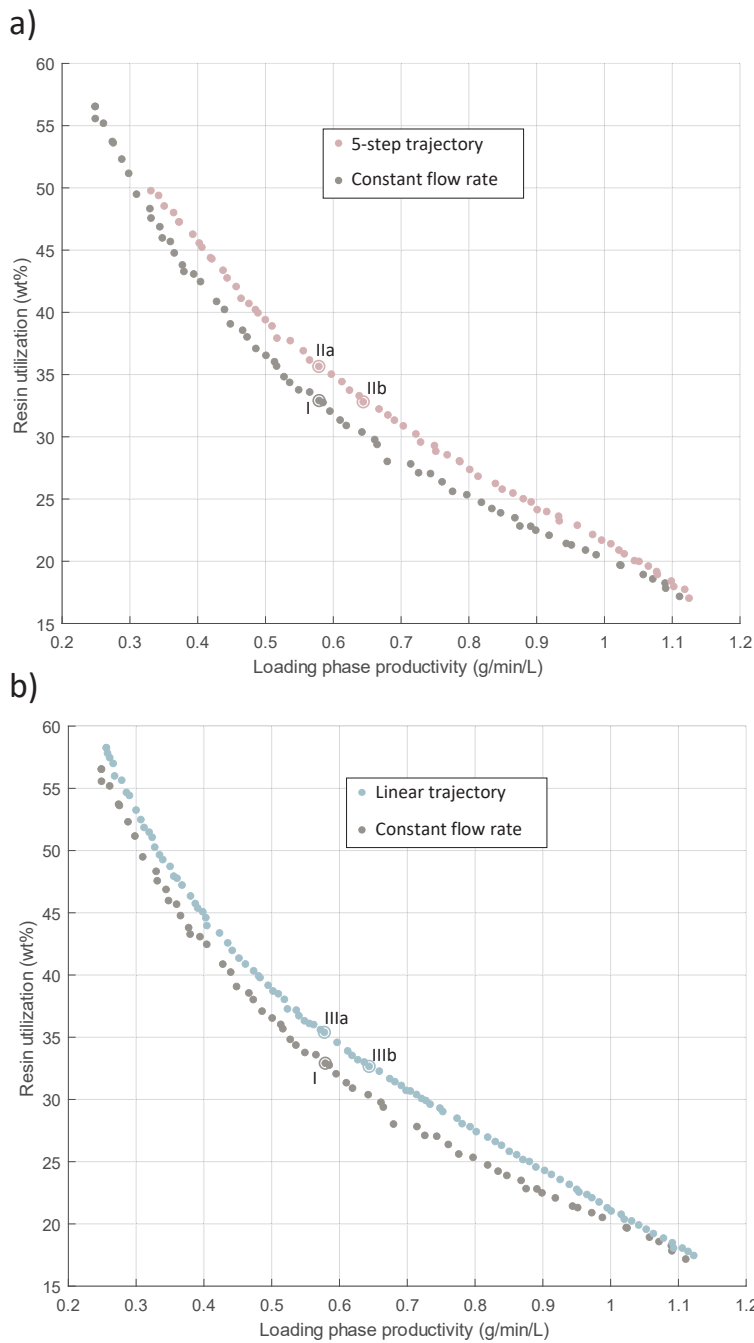 a)
60
55
50
45
40
35
30
25
20
15
Resin utilization (wt%)
5-step trajectory
Constant flow rate
IIa
IIb
I
0.2 0.3 0.4 0.5 0.6 0.7 0.8 0.9 1 1.1 1.2
Loading phase productivity (g/min/L)
b)
60
55
50
45
40
35
30
25
20
15
Resin utilization (wt%)
Linear trajectory
Constant flow rate
IIIa
IIIb
I
0.2 0.3 0.4 0.5 0.6 0.7 0.8 0.9 1 1.1 1.2
Loading phase productivity (g/min/L)